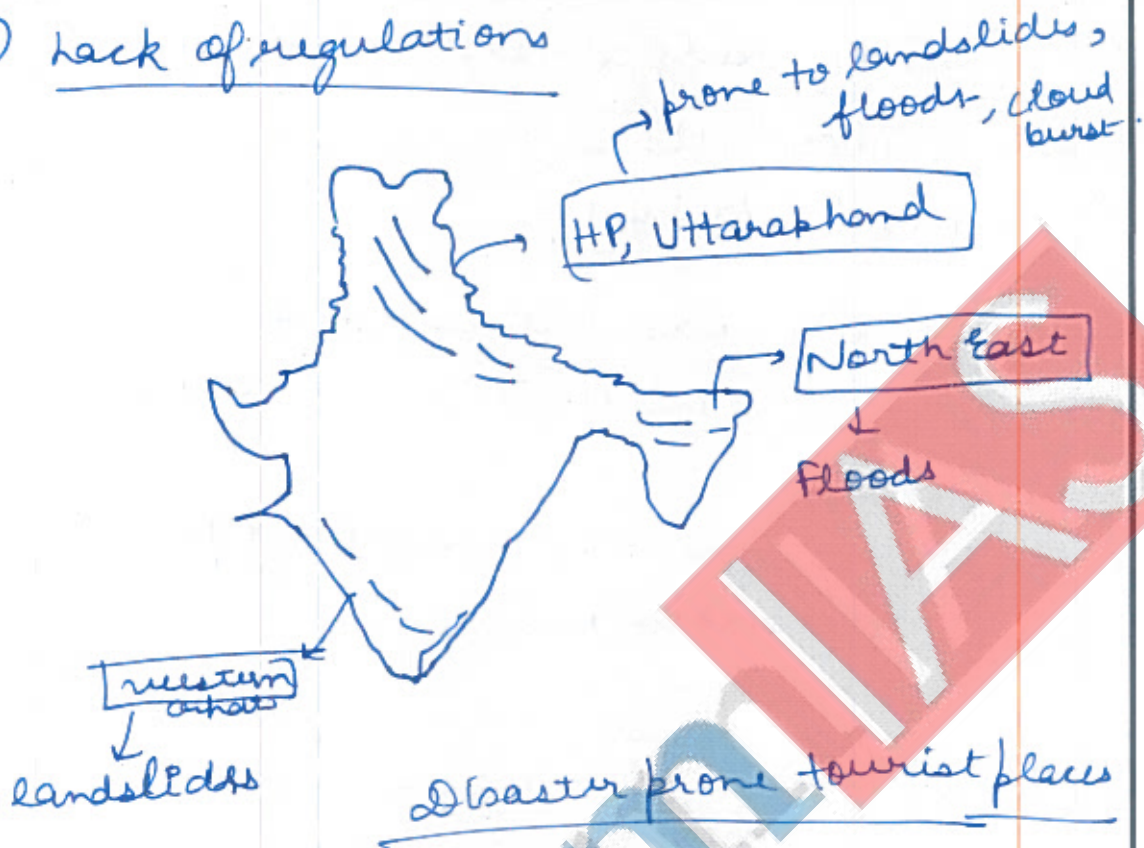 ) Lack of regulations
prone to landslides,
floods, cloud
burst.
HP, Uttarakhand
North East
Floods
western
Ghats
landslides
Disaster prone tourist places
IAS